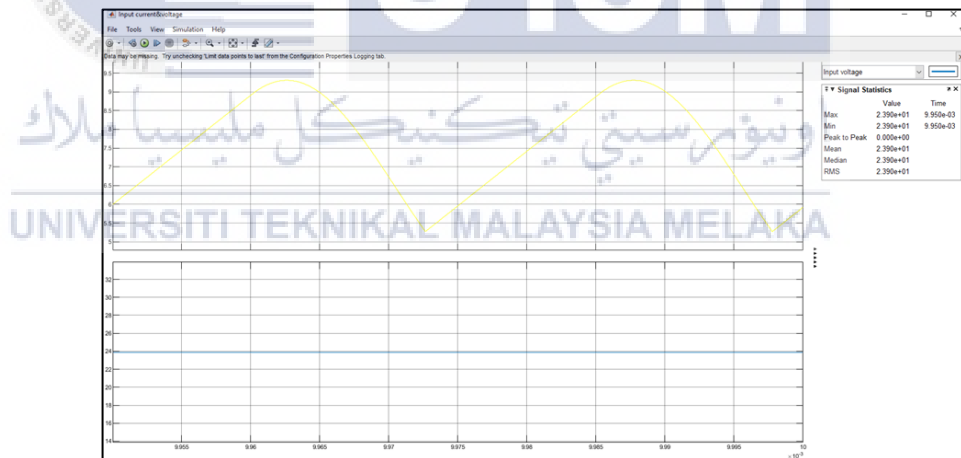 Input current&Voltage
File Tools View Simulation Help
Data may be missing. Try unchecking 'Limit data points to last' from the Configuration Properties Logging tab.
9.5
8.5
8
7.5
7
6.5
6
5.5
5
Input voltage
Signal Statistics
Value Time
Max 2.390e+01 9.950e-03
Min 2.390e+01 9.950e-03
Peak to Peak 0.000e+00
Mean 2.390e+01
Median 2.390e+01
RMS 2.390e+01
اونيورسيتي تيكنيكل مليسيا ملاك
UNIVERSITI TEKNIKAL MALAYSIA MELAKA
32
30
28
26
24
22
20
18
16
14
9.955 9.96 9.965 9.97 9.975 9.98 9.985 9.99 9.995 10